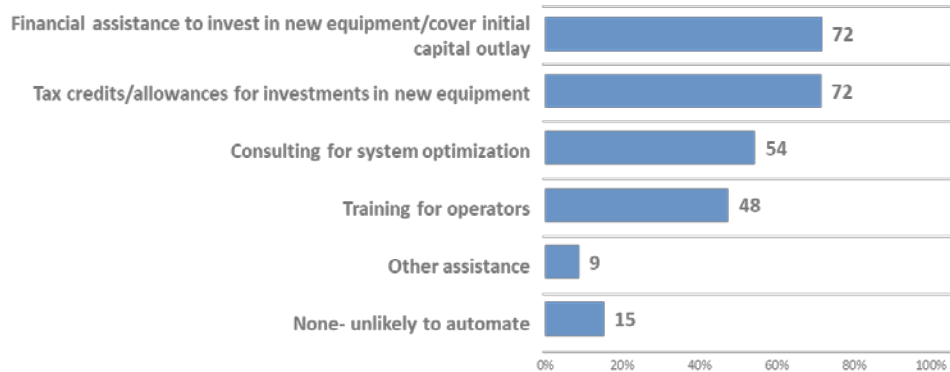 Financial assistance to invest in new equipment/cover initial
capital outlay
72
Tax credits/allowances for investments in new equipment
72
Consulting for system optimization
54
Training for operators
48
Other assistance
9
None- unlikely to automate
15
0% 20% 40% 60% 80% 100%